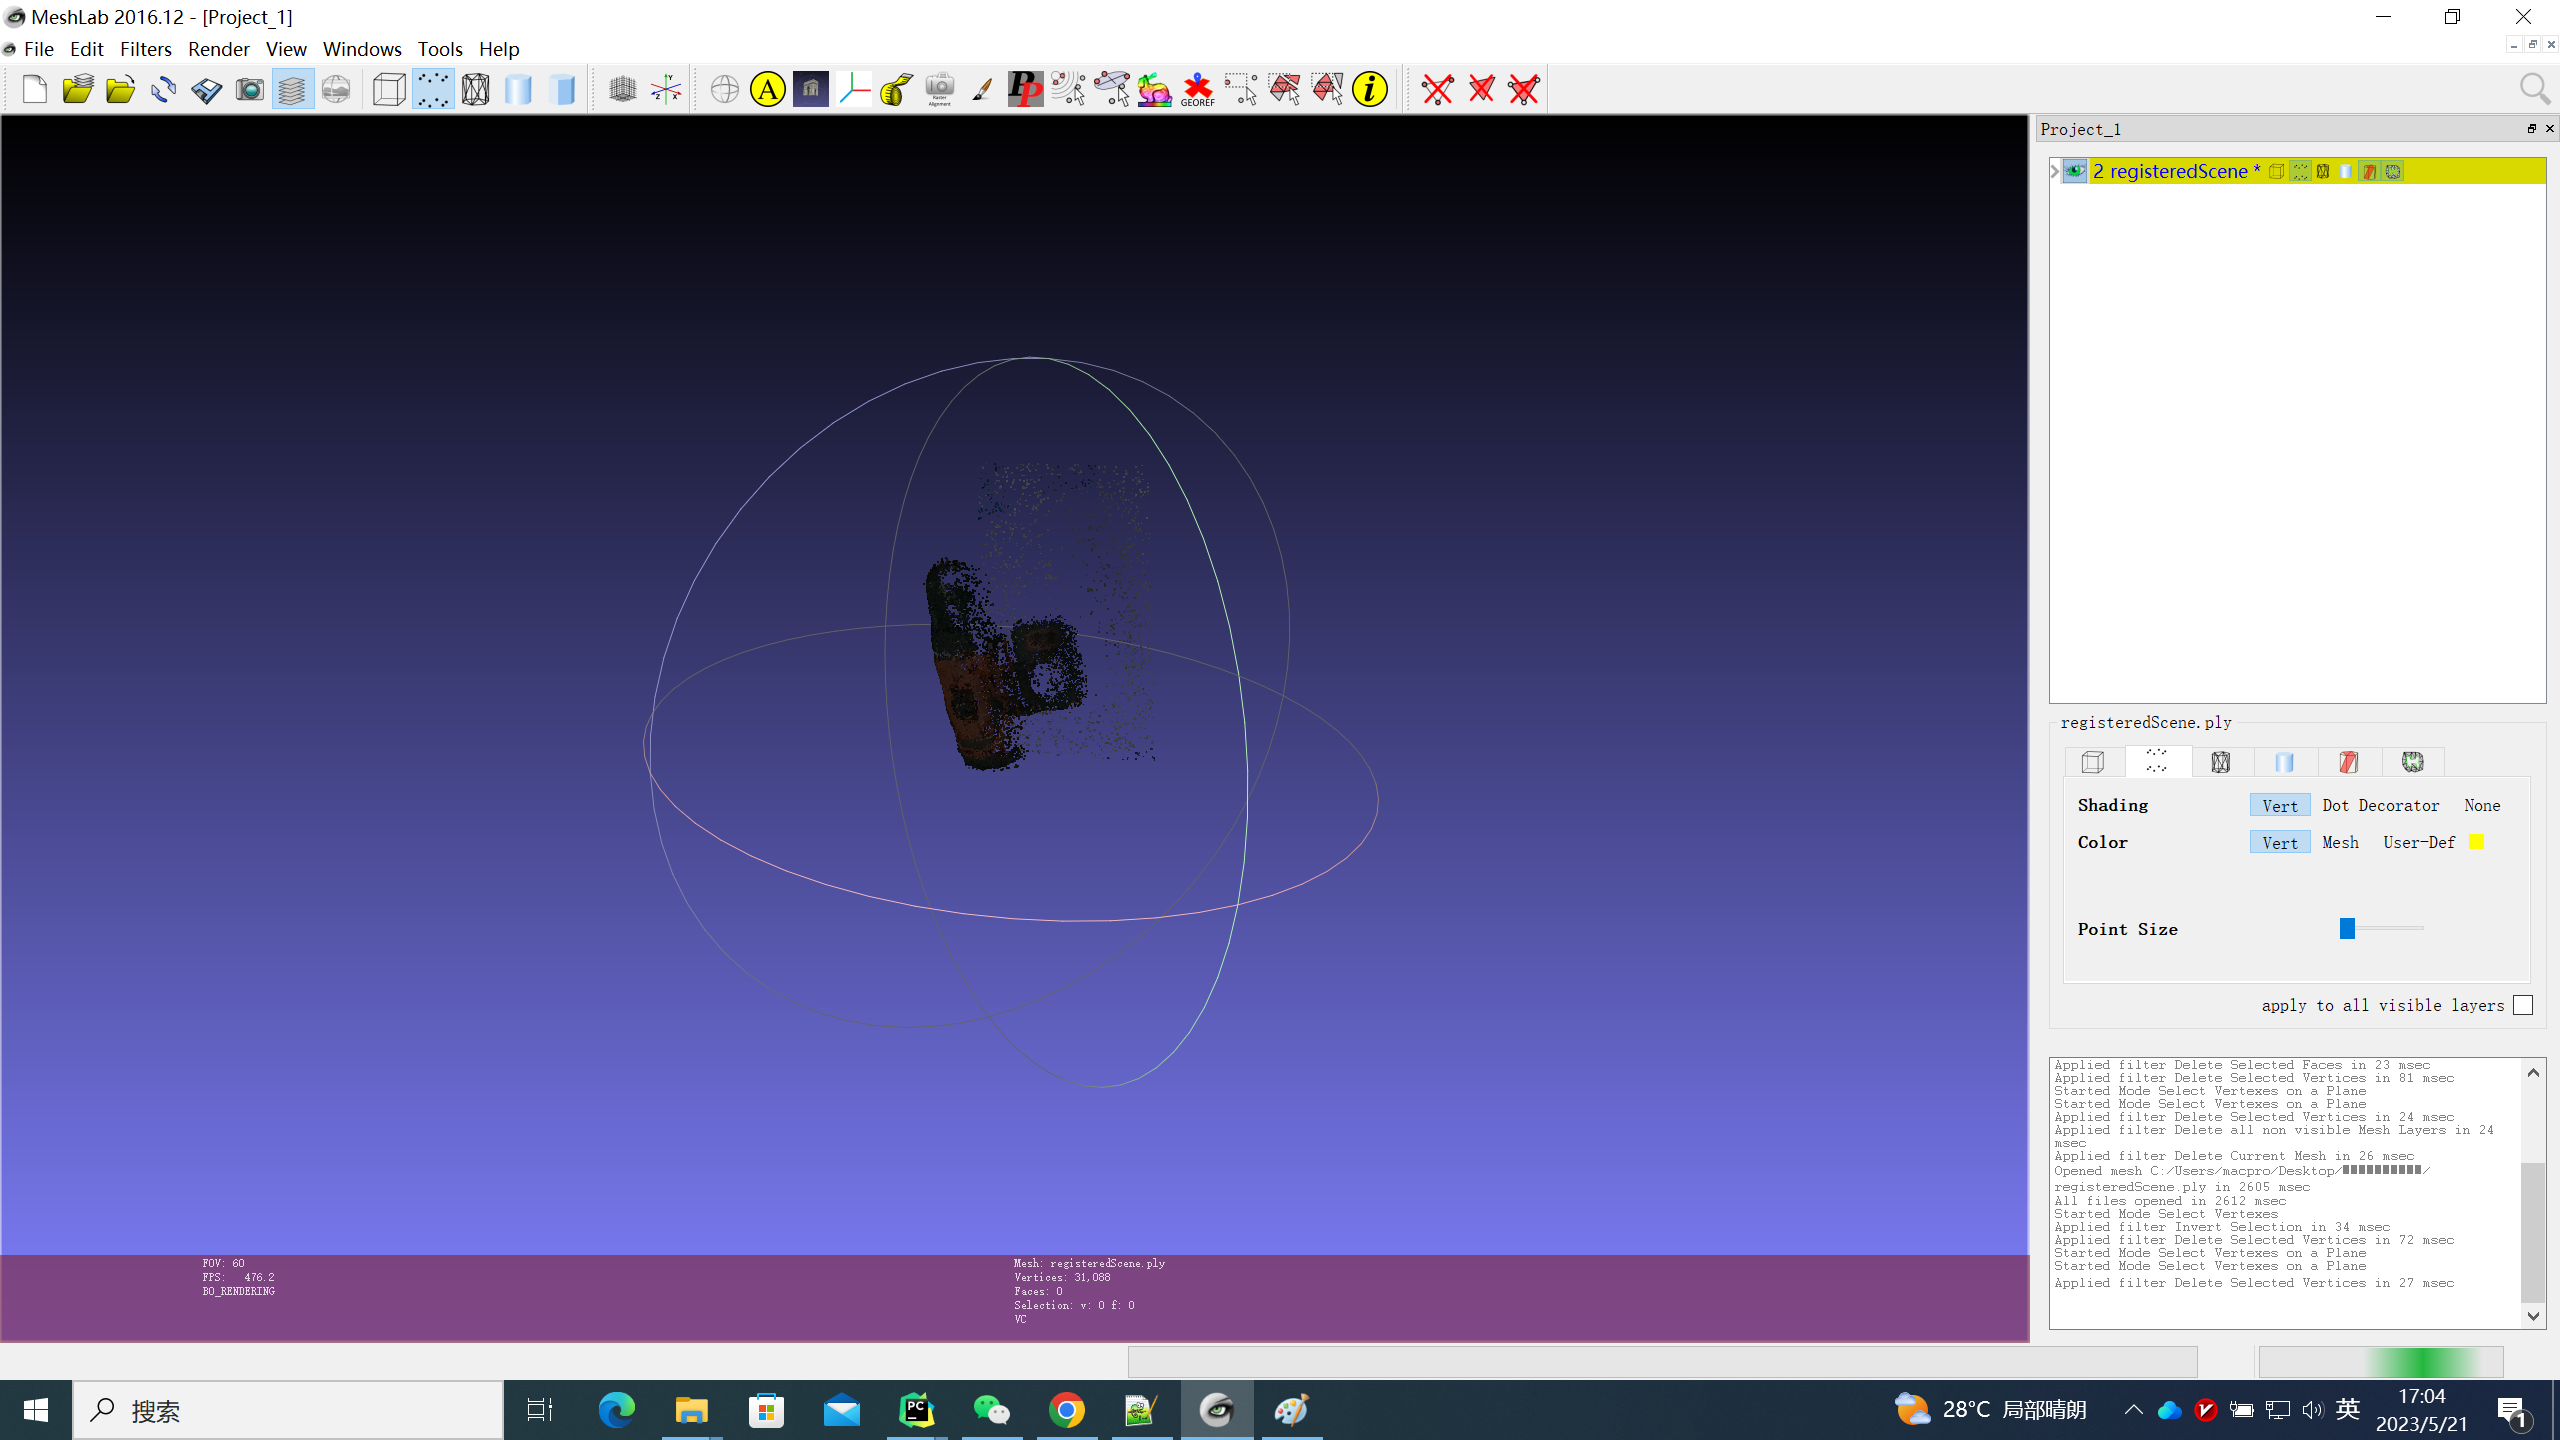 MeshLab 2016.12 - [Project_1]
File Edit Filters Render View Windows Tools Help
A
Raster Alignment
PP
GEOREF
i
Project_1
2 registeredScene *
registeredScene.ply
Shading Vert Dot Decorator None
Color Vert Mesh User-Def
Point Size
apply to all visible layers
Applied filter Delete Selected Faces in 23 msec
Applied filter Delete Selected Vertices in 81 msec
Started Mode Select Vertexes on a Plane
Started Mode Select Vertexes on a Plane
Applied filter Delete Selected Vertices in 24 msec
Applied filter Delete all non visible Mesh Layers in 24
msec
Applied filter Delete Current Mesh in 26 msec
Opened mesh C:/Users/macpro/Desktop/■■■■■■■■■■/
registeredScene.ply in 2605 msec
All files opened in 2612 msec
Started Mode Select Vertexes
Applied filter Invert Selection in 34 msec
Applied filter Delete Selected Vertices in 72 msec
Started Mode Select Vertexes on a Plane
Started Mode Select Vertexes on a Plane
Applied filter Delete Selected Vertices in 27 msec
FOV: 60
FPS: 476.2
BO_RENDERING
Mesh: registeredScene.ply
Vertices: 31,088
Faces: 0
Selection: v: 0 f: 0
VC
搜索
PC
28°C 局部晴朗
英
17:04
2023/5/21
1